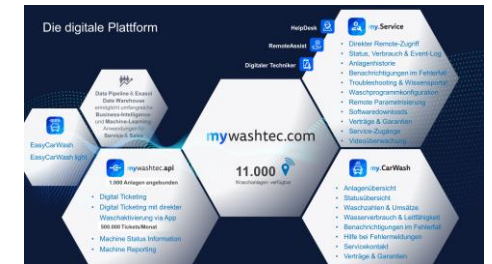 Die digitale Plattform
HelpDesk
RemoteAssist
Digitaler Techniker
my.Service
Direkter Remote-Zugriff
Status, Verbrauch & Event-Log
Anlagenhistorie
Benachrichtigungen im Fehlerfall
Troubleshooting & Wissensportal
Waschprogrammkonfiguration
Remote Parametrierung
Softwaredownloads
Verträge & Garantien
Service-Zugänge
Videoüberwachung
Data Pipeline & Exasol
Data Warehouse
ermöglicht umfangreiche
Business-Intelligence
und Machine-Learning
Anwendungen für
Service & Sales
EasyCarWash
EasyCarWash light
mywashtec.com
11.000
Waschanlagen verfügbar
mywashtec.api
1.000 Anlagen angebunden
Digital Ticketing
Digital Ticketing mit direkter
Waschaktivierung via App
500.000 Tickets/Monat
Machine Status Information
Machine Reporting
my.CarWash
Anlagenübersicht
Statusübersicht
Waschzahlen & Umsätze
Wasserverbrauch & Leitfähigkeit
Benachrichtigungen im Fehlerfall
Hilfe bei Fehlermeldungen
Servicekontakt
Verträge & Garantien